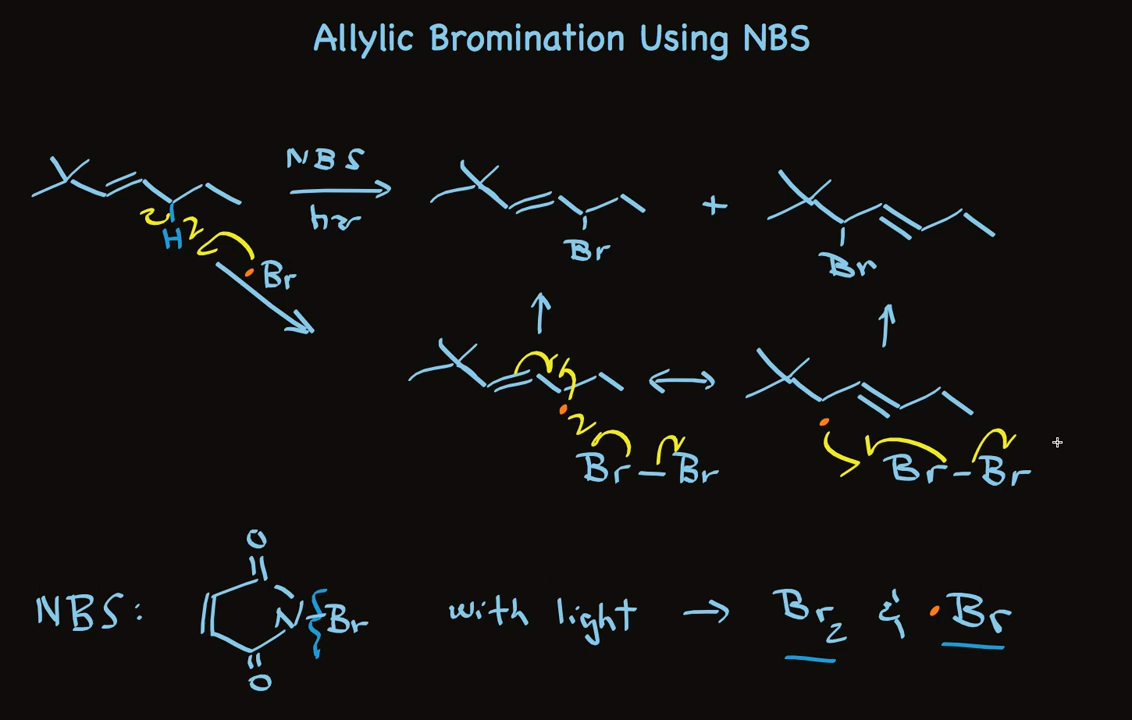 Allylic Bromination Using NBS
NBS
hν
H
·Br
Br
+
Br
Br–Br
Br–Br
O
NBS: N–Br with light → Br2 & ·Br
O